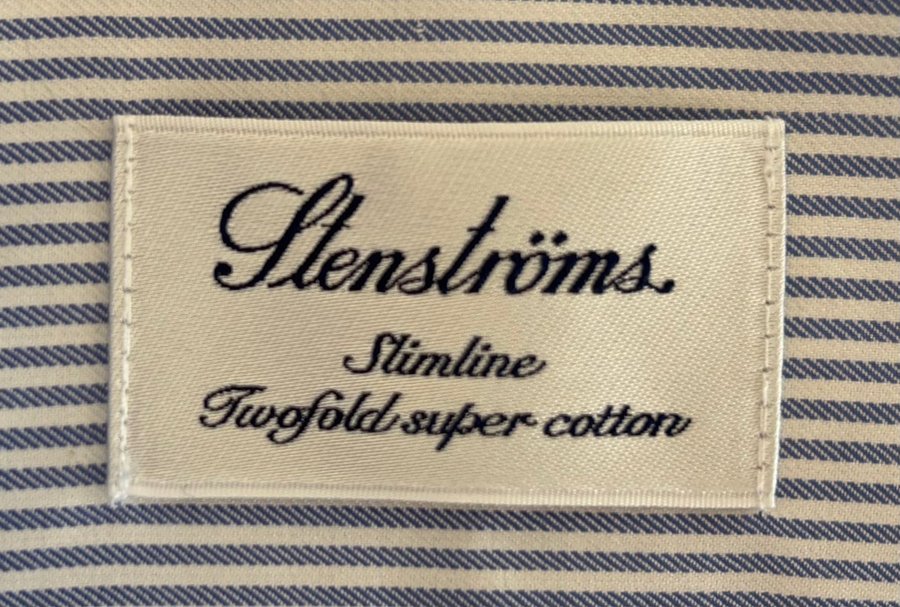 Stenströms
Slimline
Twofold super cotton